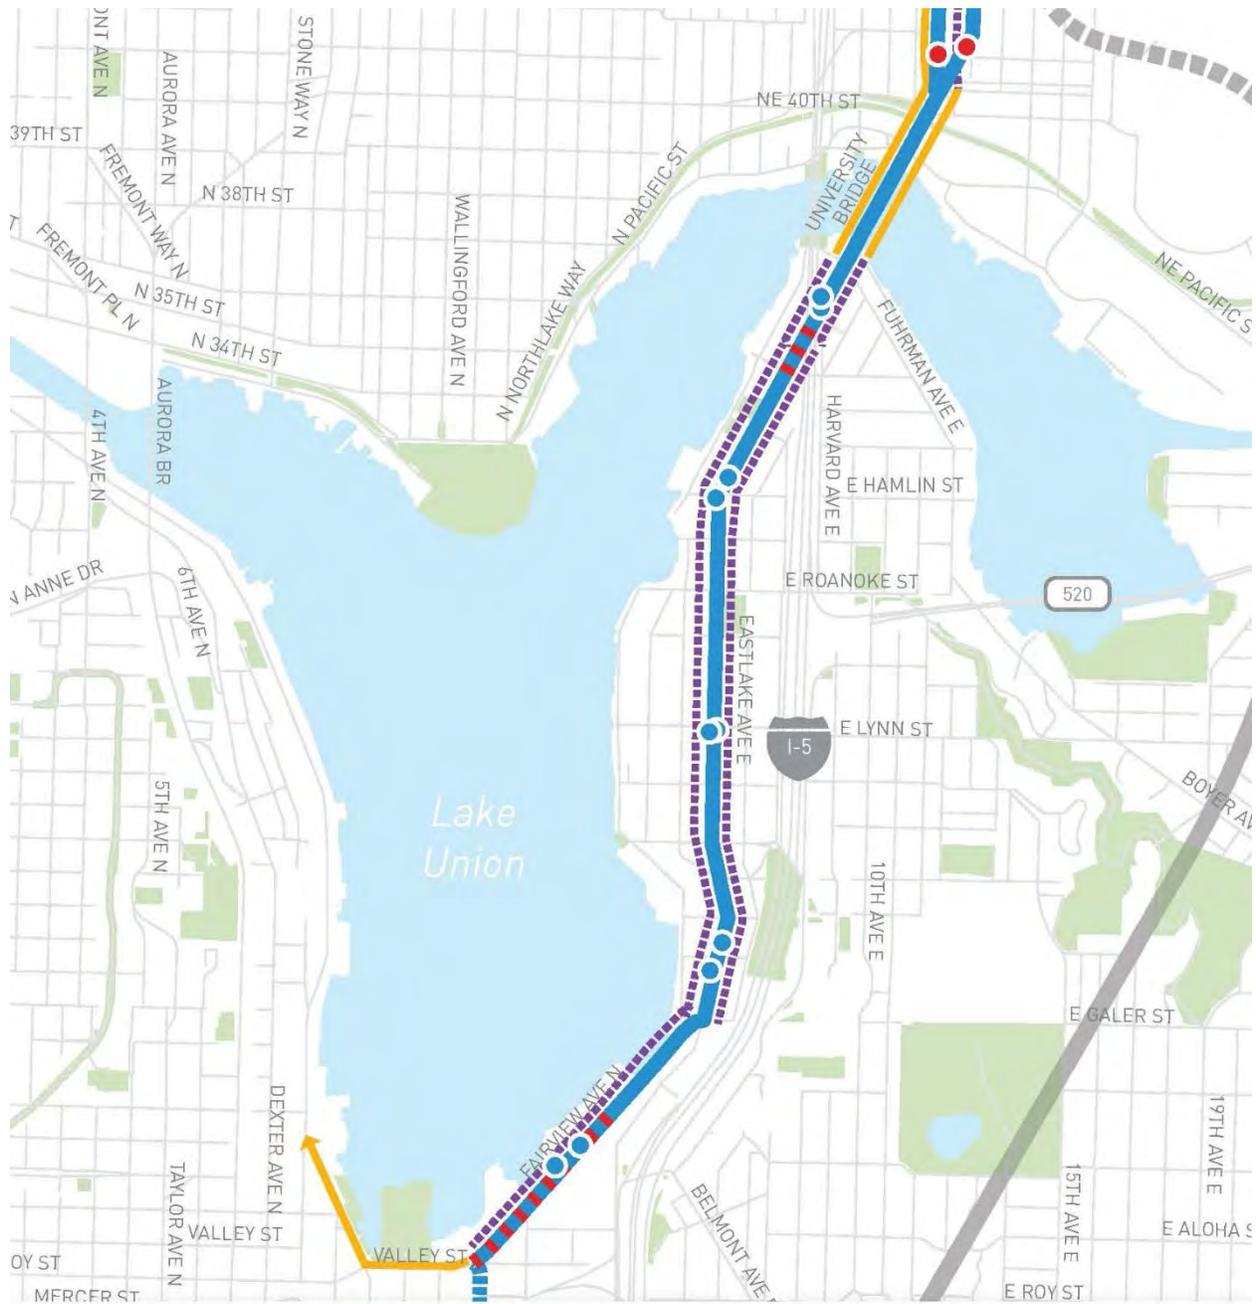 ONT AVE N
AURORA AVE N
STONE WAY N
39TH ST
FREMONT WAY N
N 38TH ST
NE 40TH ST
UNIVERSITY
BRIDGE
N PACIFIC ST
WALLINGFORD AVE N
FREMONT PL N
N 35TH ST
NE PACIFIC S
N 34TH ST
N NORTHLAKE WAY
FUHRMAN AVE E
AURORA BR
4TH AVE N
HARVARD AVE E
E HAMLIN ST
N ANNE DR
6TH AVE N
E ROANOKE ST
520
EASTLAKE AVE E
E LYNN ST
I-5
5TH AVE N
BOYER AV
Lake
Union
10TH AVE E
E GALER ST
FAIRVIEW AVE N
DEXTER AVE N
TAYLOR AVE N
19TH AVE E
15TH AVE E
BELMONT AVE
VALLEY ST
VALLEY ST
E ALOHA S
OY ST
MERCER ST
E ROY ST